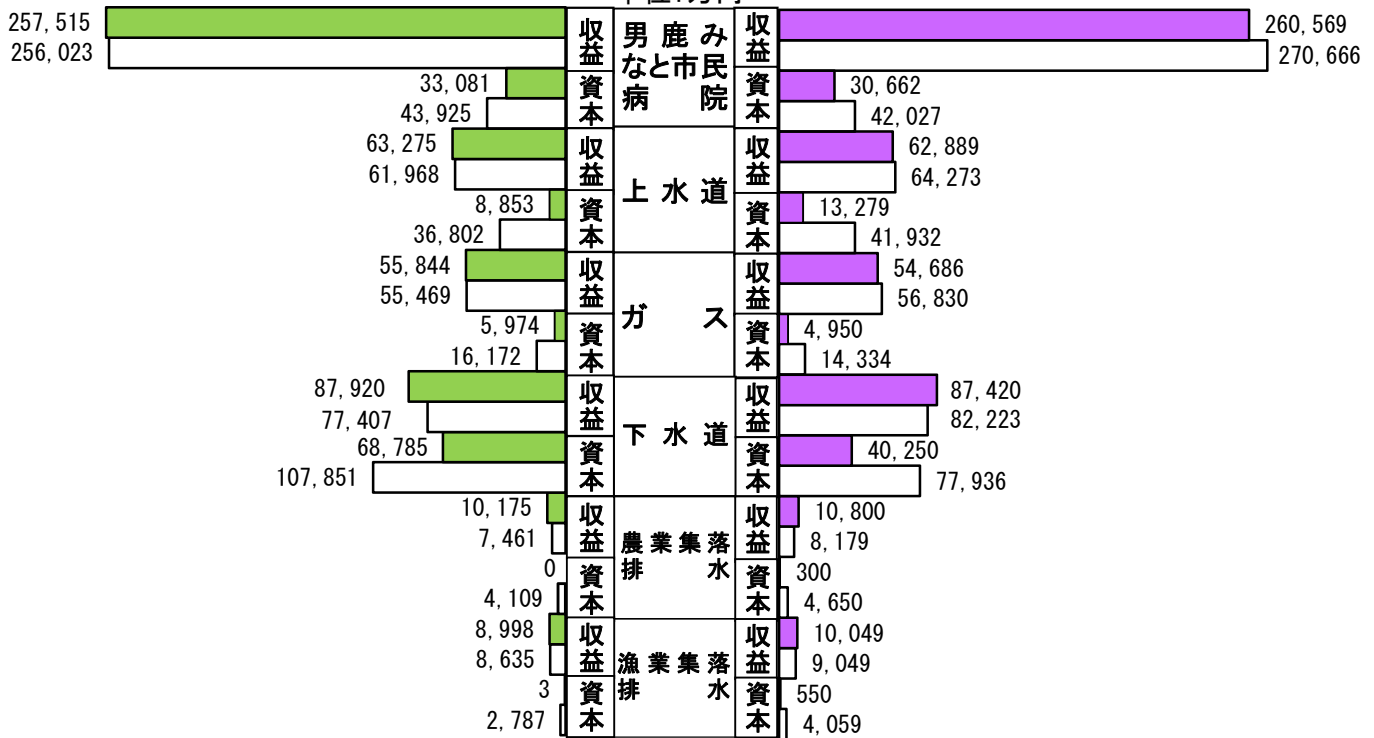 257,515 収益 男鹿み 収益 260,569
256,023 なと市民 270,666
33,081 資本 病院 資本 30,662
43,925 42,027
63,275 収益 上水道 収益 62,889
61,968 64,273
8,853 資本 資本 13,279
36,802 41,932
55,844 収益 ガス 収益 54,686
55,469 56,830
5,974 資本 資本 4,950
16,172 14,334
87,920 収益 下水道 収益 87,420
77,407 82,223
68,785 資本 資本 40,250
107,851 77,936
10,175 収益 農業集落 収益 10,800
7,461 排水 8,179
0 資本 資本 300
4,109 4,650
8,998 収益 漁業集落 収益 10,049
8,635 排水 9,049
3 資本 資本 550
2,787 4,059